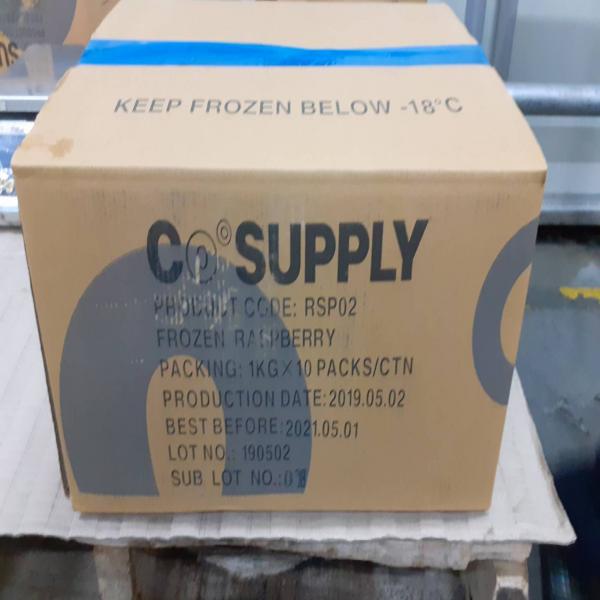 KEEP FROZEN BELOW -18°C
CO SUPPLY
PRODUCT CODE: RSP02
FROZEN RASPBERRY
PACKING: 1KG×10 PACKS/CTN
PRODUCTION DATE:2019.05.02
BEST BEFORE:2021.05.01
LOT NO.: 190502
SUB LOT NO.: